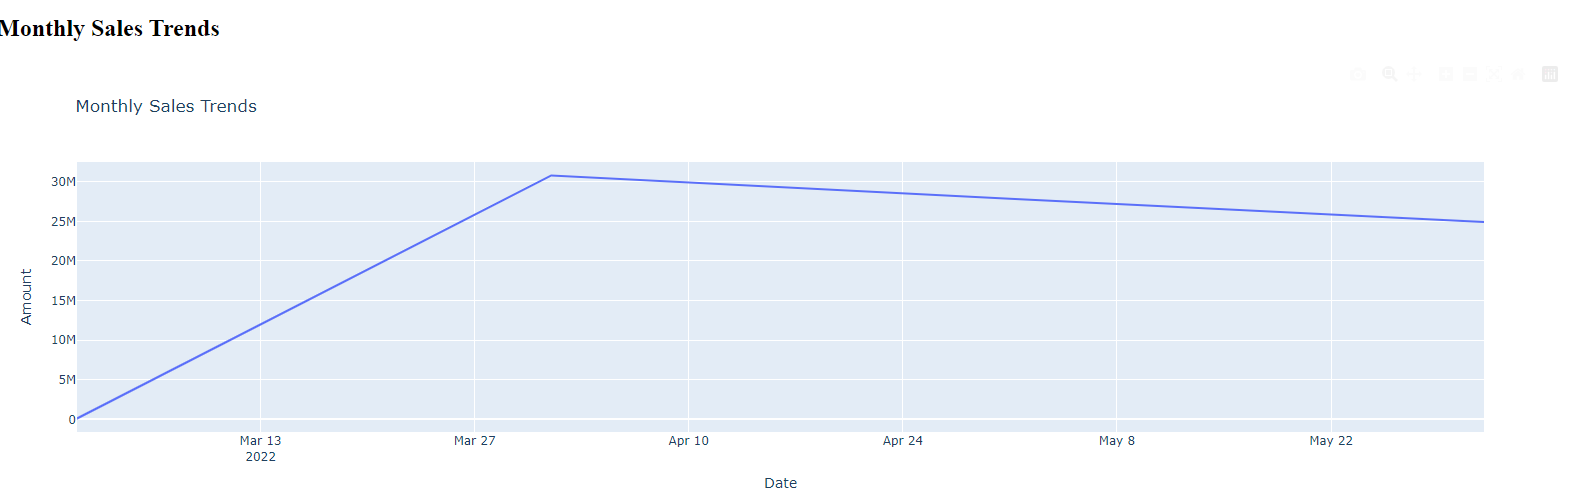 Monthly Sales Trends
Monthly Sales Trends
30M
25M
20M
15M
10M
5M
0
Amount
Mar 13
2022
Mar 27
Apr 10
Apr 24
May 8
May 22
Date